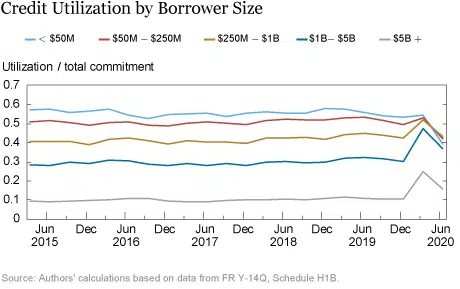 Credit Utilization by Borrower Size
< $50M $50M – $250M $250M – $1B $1B– $5B $5B +
Utilization / total commitment
0.7
0.6
0.5
0.4
0.3
0.2
0.1
0
Jun Dec Jun Dec Jun Dec Jun Dec Jun Dec Jun
2015 2016 2017 2018 2019 2020
Source: Authors' calculations based on data from FR Y-14Q, Schedule H1B.